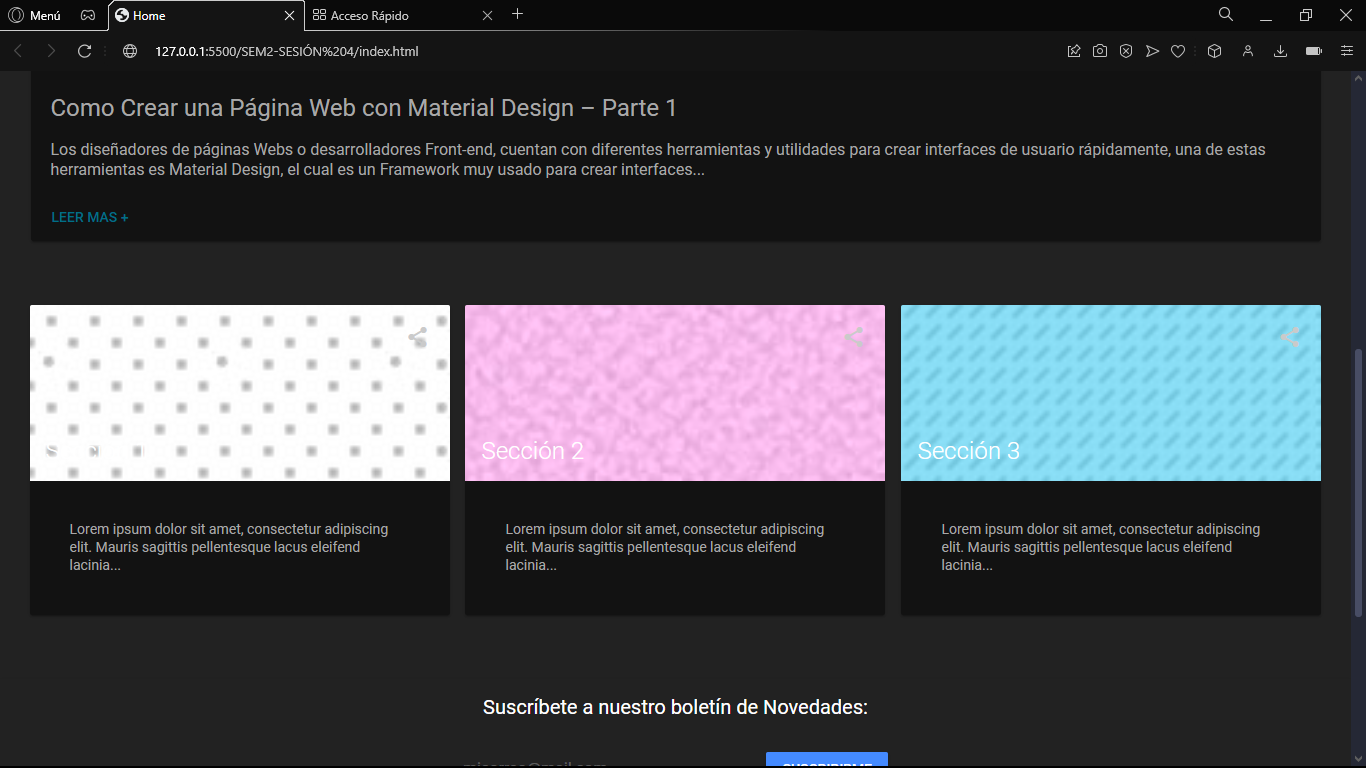 Menú
Home
Acceso Rápido
127.0.0.1:5500/SEM2-SESIÓN%204/index.html
Como Crear una Página Web con Material Design – Parte 1
Los diseñadores de páginas Webs o desarrolladores Front-end, cuentan con diferentes herramientas y utilidades para crear interfaces de usuario rápidamente, una de estas
herramientas es Material Design, el cual es un Framework muy usado para crear interfaces...
LEER MAS +
Sección 2
Sección 3
Lorem ipsum dolor sit amet, consectetur adipiscing
elit. Mauris sagittis pellentesque lacus eleifend
lacinia...
Lorem ipsum dolor sit amet, consectetur adipiscing
elit. Mauris sagittis pellentesque lacus eleifend
lacinia...
Lorem ipsum dolor sit amet, consectetur adipiscing
elit. Mauris sagittis pellentesque lacus eleifend
lacinia...
Suscríbete a nuestro boletín de Novedades: